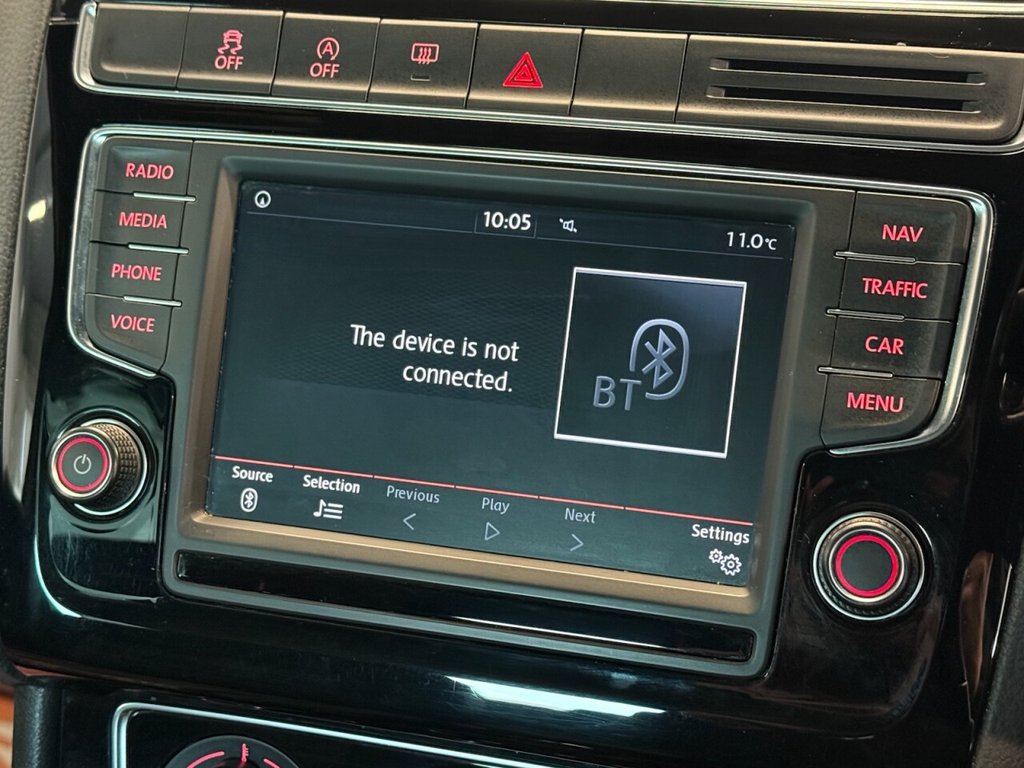 OFF
A
OFF
RADIO
MEDIA
PHONE
VOICE
10:05
11.0°C
The device is not
connected.
BT
Source
Selection
Previous
Play
Next
Settings
NAV
TRAFFIC
CAR
MENU